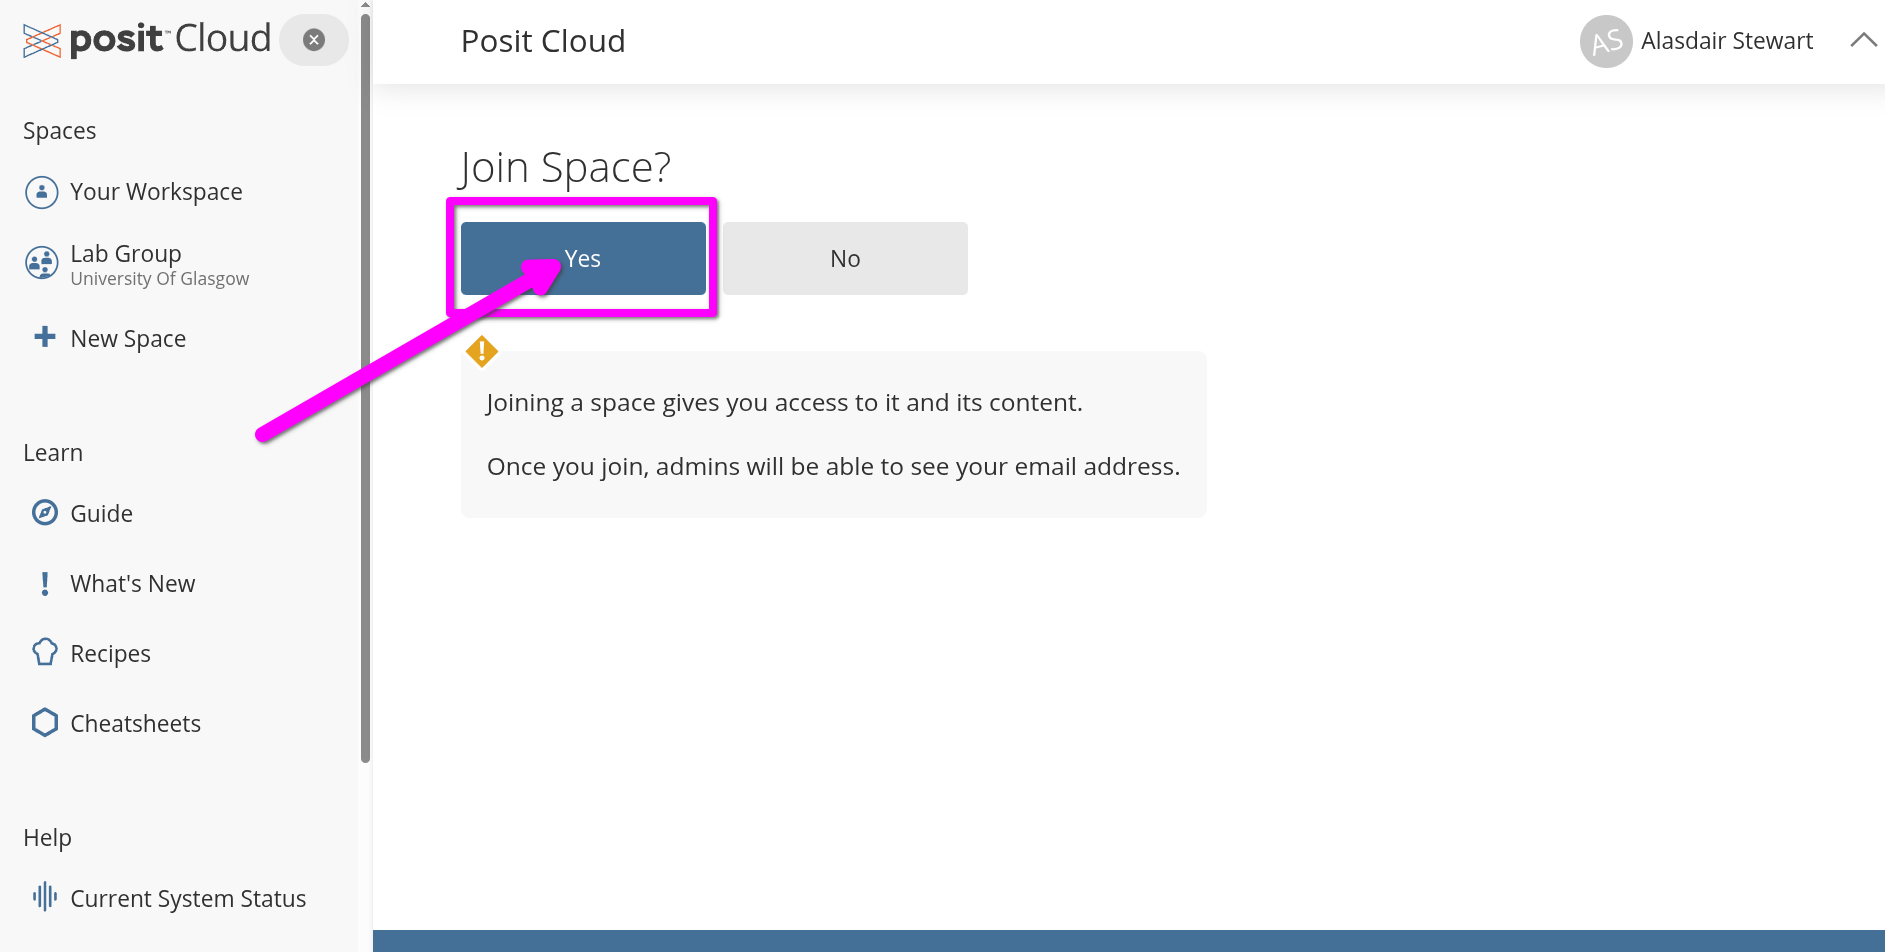 posit™ Cloud
Spaces
Your Workspace
Lab Group
University Of Glasgow
New Space
Learn
Guide
What's New
Recipes
Cheatsheets
Help
Current System Status
Posit Cloud
AS Alasdair Stewart
Join Space?
Yes No
Joining a space gives you access to it and its content.
Once you join, admins will be able to see your email address.